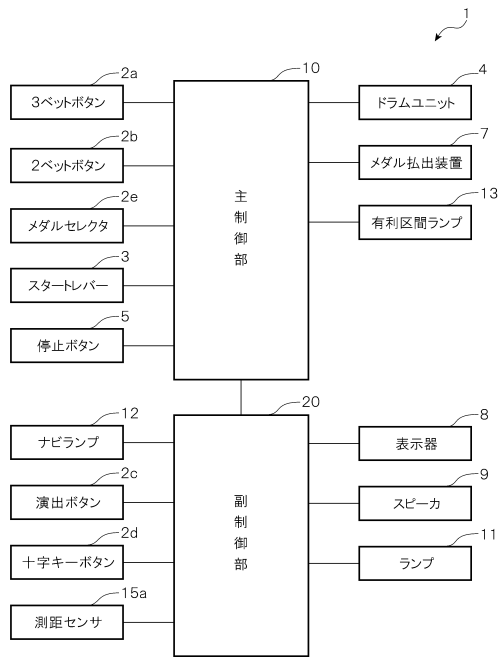 1
2a
3ベットボタン
2b
2ベットボタン
2e
メダルセレクタ
3
スタートレバー
5
停止ボタン
10
主制御部
4
ドラムユニット
7
メダル払出装置
13
有利区間ランプ
12
ナビランプ
2c
演出ボタン
2d
十字キーボタン
15a
測距センサ
20
副制御部
8
表示器
9
スピーカ
11
ランプ